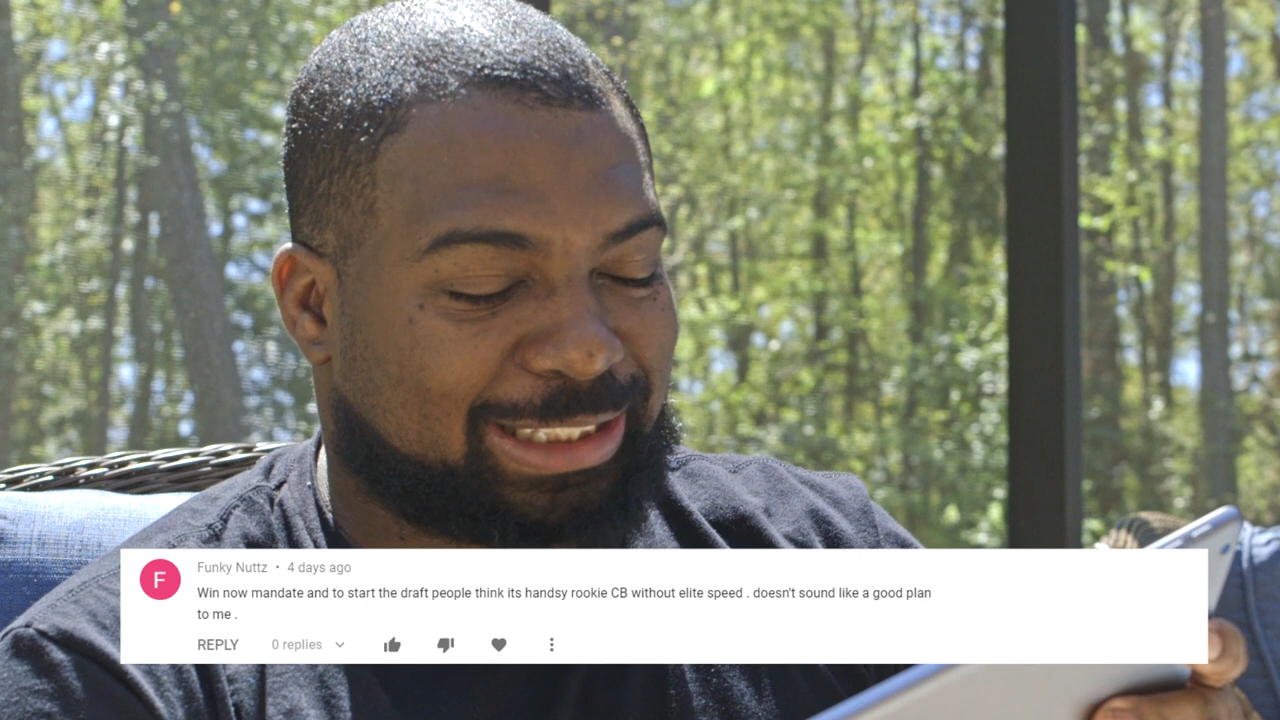 F
Funky Nuttz • 4 days ago
Win now mandate and to start the draft people think its handsy rookie CB without elite speed . doesn't sound like a good plan
to me .
REPLY 0 replies